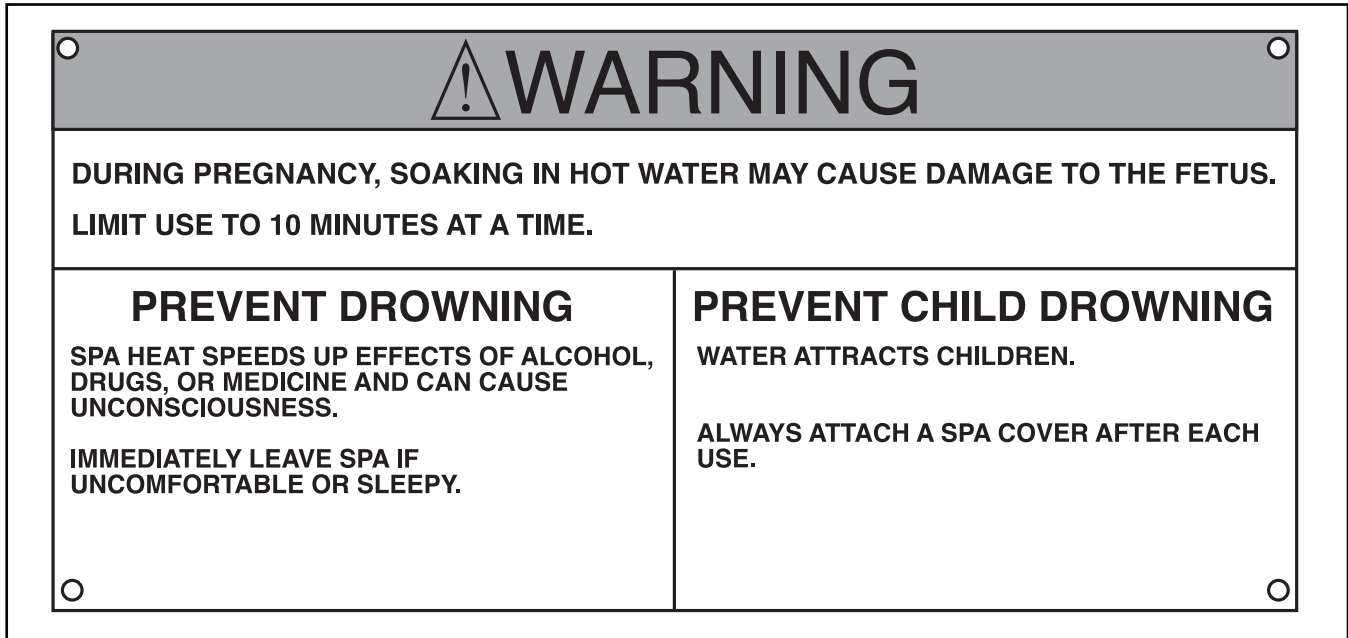 ⚠WARNING
DURING PREGNANCY, SOAKING IN HOT WATER MAY CAUSE DAMAGE TO THE FETUS.
LIMIT USE TO 10 MINUTES AT A TIME.
PREVENT DROWNING
SPA HEAT SPEEDS UP EFFECTS OF ALCOHOL,
DRUGS, OR MEDICINE AND CAN CAUSE
UNCONSCIOUSNESS.
IMMEDIATELY LEAVE SPA IF
UNCOMFORTABLE OR SLEEPY.
PREVENT CHILD DROWNING
WATER ATTRACTS CHILDREN.
ALWAYS ATTACH A SPA COVER AFTER EACH
USE.